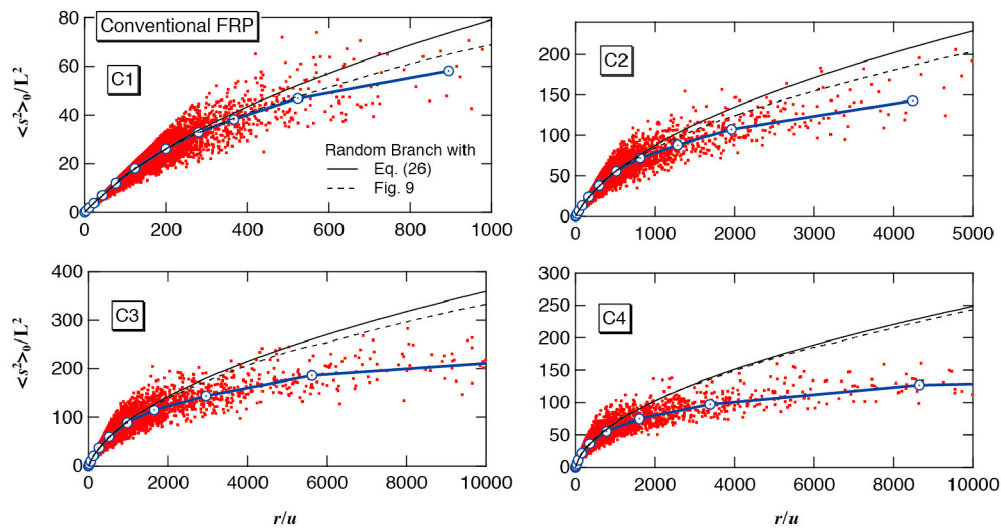 Conventional FRP
C1
Random Branch with
Eq. (26)
Fig. 9
<s²>₀/L²
80
60
40
20
0
0 200 400 600 800 1000
C2
200
150
100
50
0
0 1000 2000 3000 4000 5000
C3
<s²>₀/L²
400
300
200
100
0
0 2000 4000 6000 8000 10000
r/u
C4
300
250
200
150
100
50
0
0 2000 4000 6000 8000 10000
r/u